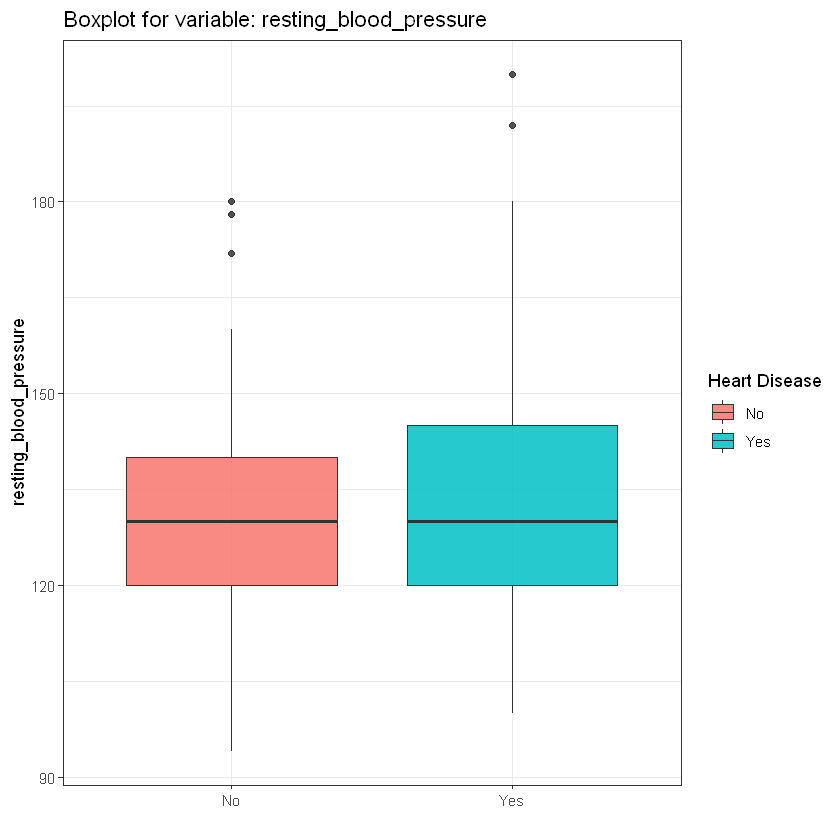 Boxplot for variable: resting_blood_pressure
resting_blood_pressure
180
150
120
90
No
Yes
Heart Disease
No
Yes